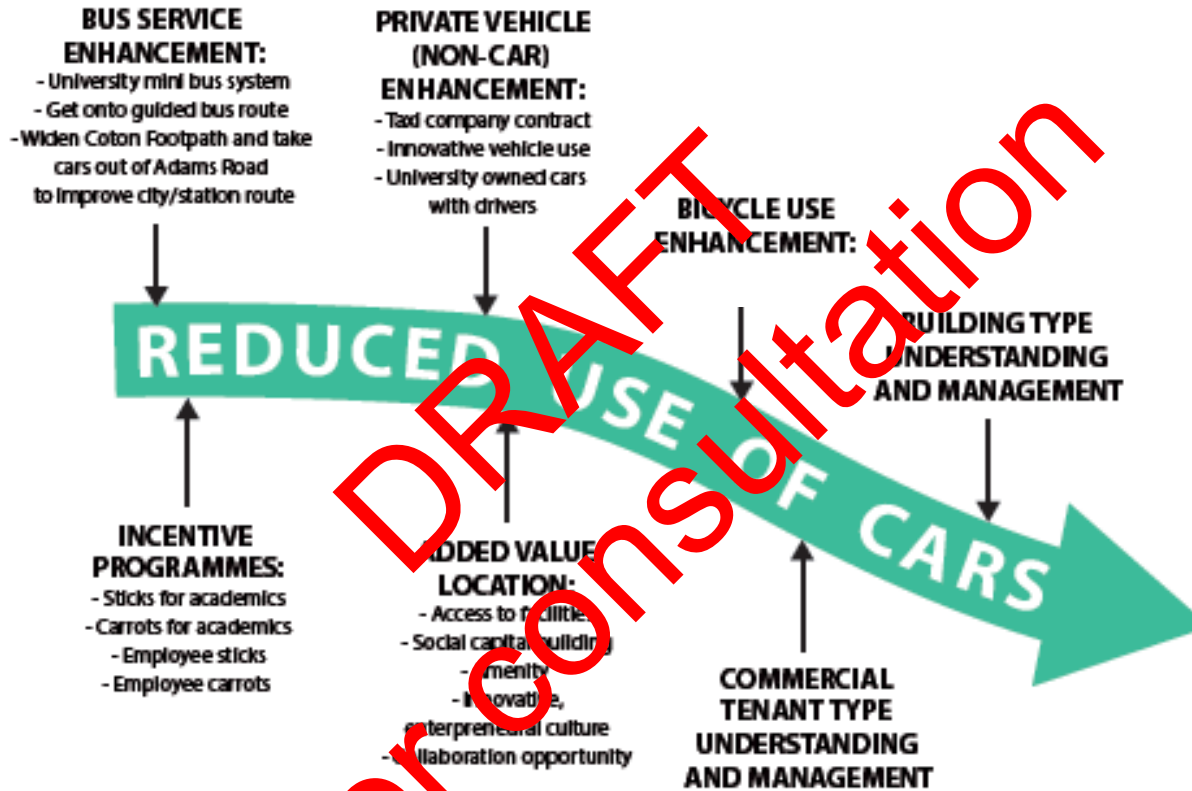 BUS SERVICE
ENHANCEMENT:
- University mini bus system
- Get onto guided bus route
- Widen Coton Footpath and take
cars out of Adams Road
to improve city/station route
PRIVATE VEHICLE
(NON-CAR)
ENHANCEMENT:
- Taxi company contract
- Innovative vehicle use
- University owned cars
with drivers
BICYCLE USE
ENHANCEMENT:
BUILDING TYPE
UNDERSTANDING
AND MANAGEMENT
REDUCED USE OF CARS
INCENTIVE
PROGRAMMES:
- Sticks for academics
- Carrots for academics
- Employee sticks
- Employee carrots
ADDED VALUE
LOCATION:
- Access to facilities
- Social capital building
- Amenity
- Innovative,
enterpreneural culture
- Collaboration opportunity
COMMERCIAL
TENANT TYPE
UNDERSTANDING
AND MANAGEMENT
DRAFT
consultation